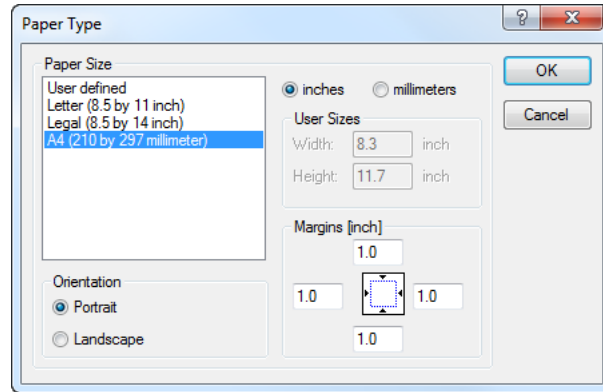 Paper Type
Paper Size
User defined
Letter (8.5 by 11 inch)
Legal (8.5 by 14 inch)
A4 (210 by 297 millimeter)
Orientation
Portrait
Landscape
inches millimeters
User Sizes
Width: 8.3 inch
Height: 11.7 inch
Margins [inch]
1.0
1.0 1.0
1.0
OK
Cancel